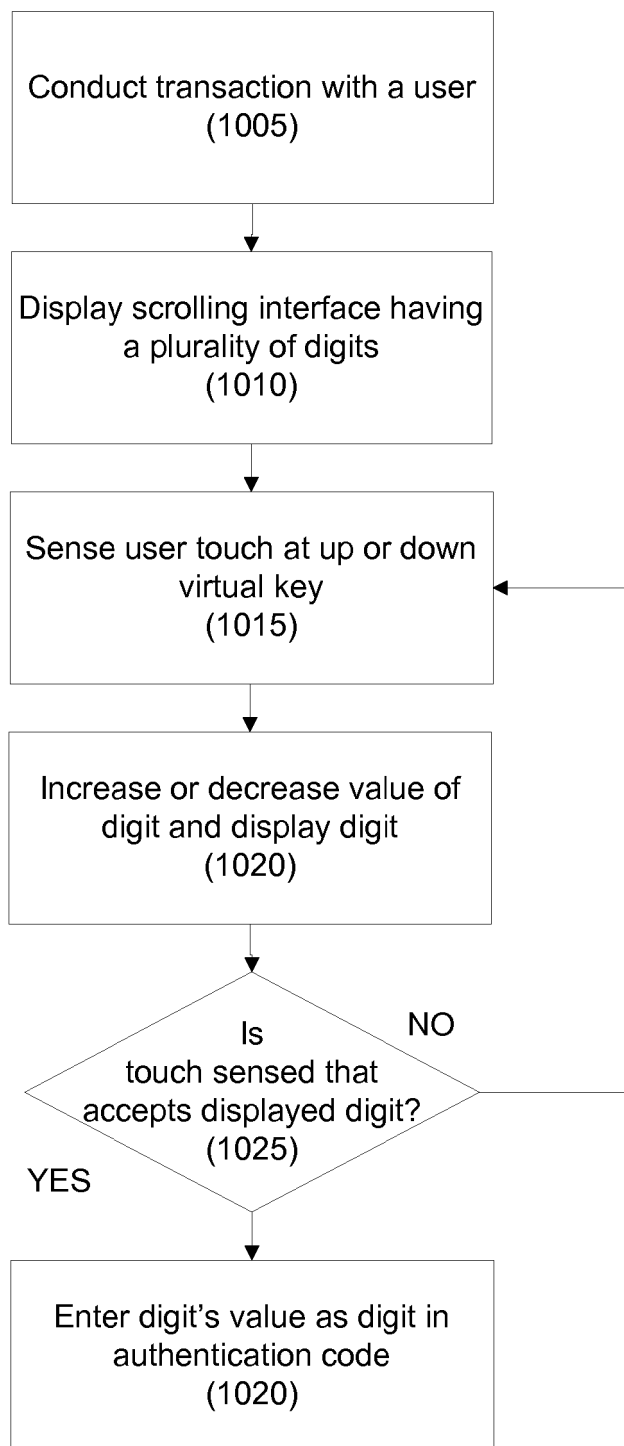 Conduct transaction with a user
(1005)
Display scrolling interface having
a plurality of digits
(1010)
Sense user touch at up or down
virtual key
(1015)
Increase or decrease value of
digit and display digit
(1020)
Is
touch sensed that
accepts displayed digit?
(1025)
NO
YES
Enter digit's value as digit in
authentication code
(1020)